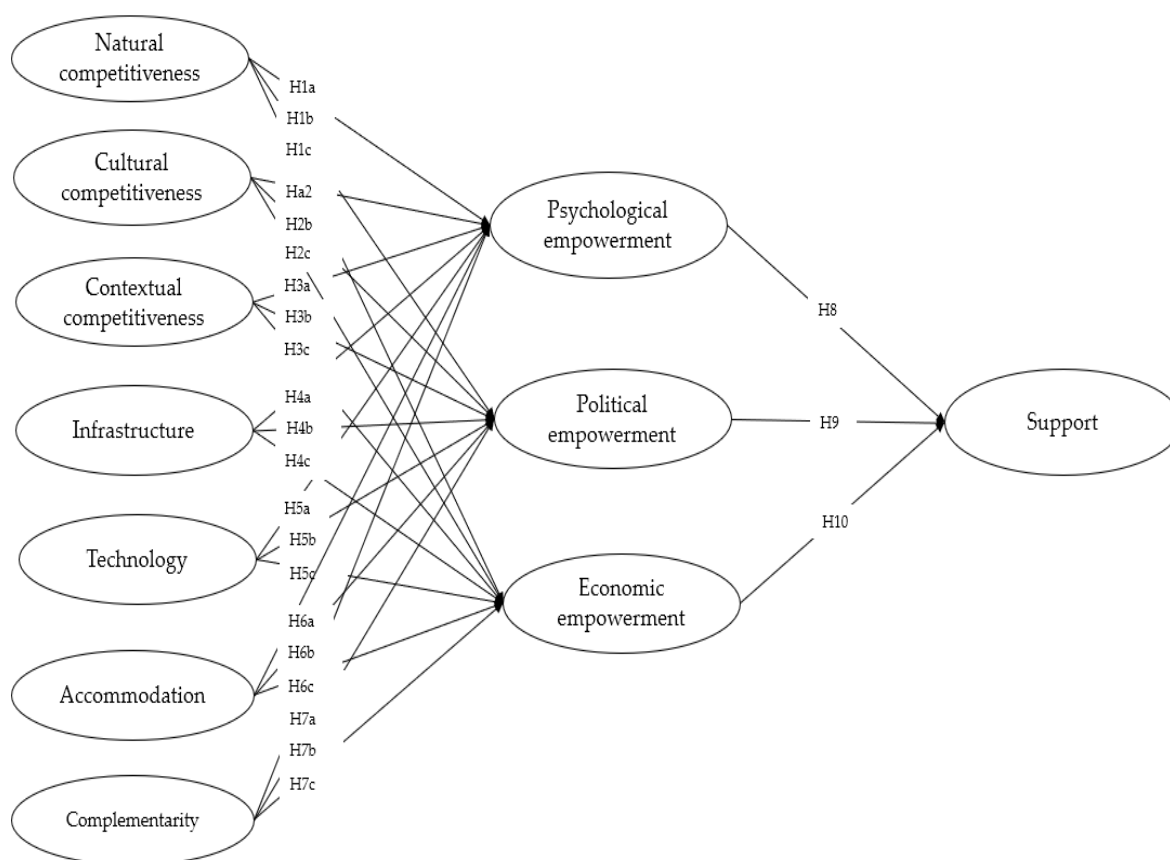 Natural
competitiveness
Cultural
competitiveness
Contextual
competitiveness
Infrastructure
Technology
Accommodation
Complementarity
H1a
H1b
H1c
Ha2
H2b
H2c
H3a
H3b
H3c
H4a
H4b
H4c
H5a
H5b
H5c
H6a
H6b
H6c
H7a
H7b
H7c
Psychological
empowerment
Political
empowerment
Economic
empowerment
H8
H9
H10
Support